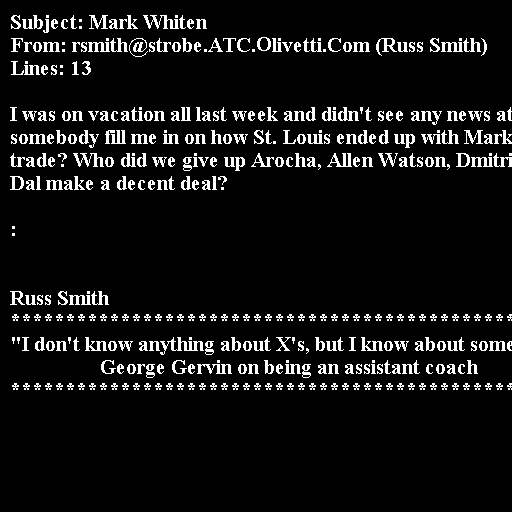 Subject: Mark Whiten
From: rsmith@strobe.ATC.Olivetti.Com (Russ Smith)
Lines: 13
I was on vacation all last week and didn't see any news at
somebody fill me in on how St. Louis ended up with Mark
trade? Who did we give up Arocha, Allen Watson, Dmitri
Dal make a decent deal?
:
Russ Smith
**********************************************
"I don't know anything about X's, but I know about some
George Gervin on being an assistant coach
**********************************************